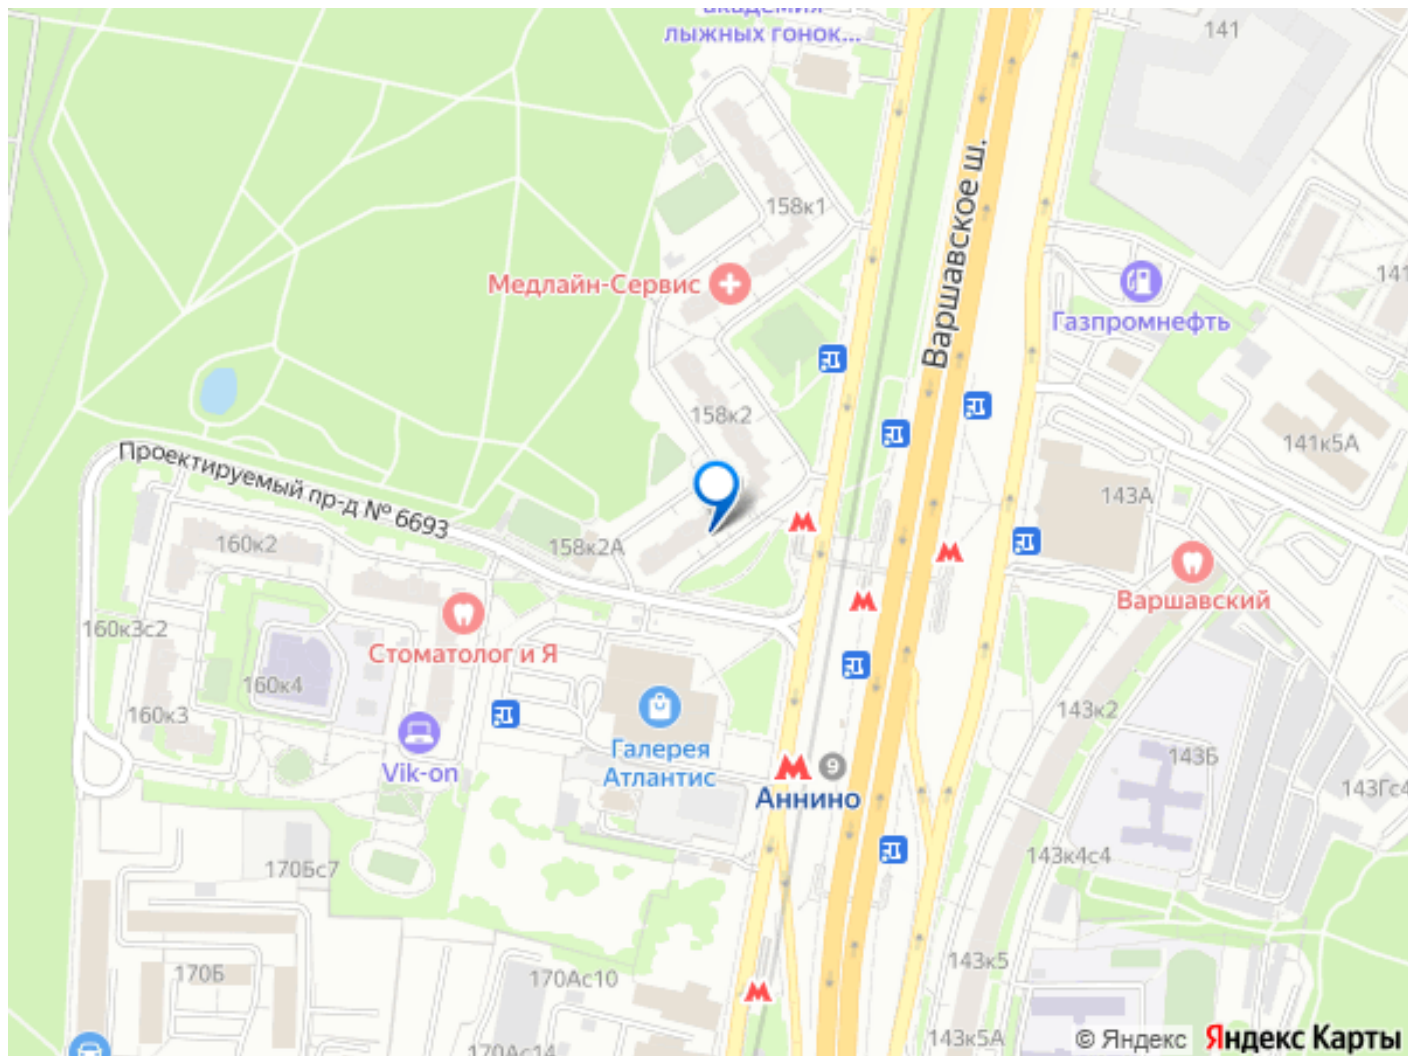 академия
лыжных гонок...
141
158к1
Варшавское ш.
Медлайн-Сервис
Газпромнефть
141
158к2
141к5А
Проектируемый пр-д № 6693
143А
160к2
158к2А
Варшавский
160к3с2
Стоматолог и Я
160к4
160к3
143к2
Галерея
Атлантис
143Б
Vik-on
9
Аннино
143Гс4
143к4с4
170Бс7
170Б
170Ас10
143к5
143к5А
170Ас14
© Яндекс Яндекс Карты